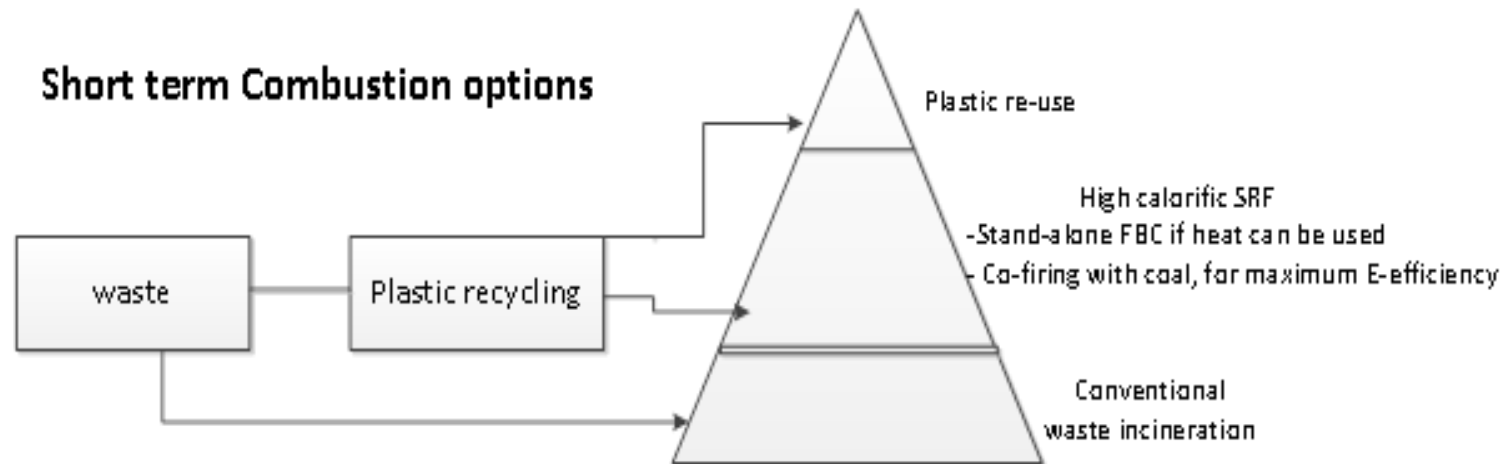 Short term Combustion options
Plastic re-use
High calorific SRF
-Stand-alone FBC if heat can be used
- Co-firing with coal, for maximum E-efficiency
waste
Plastic recycling
Conventional
waste incineration